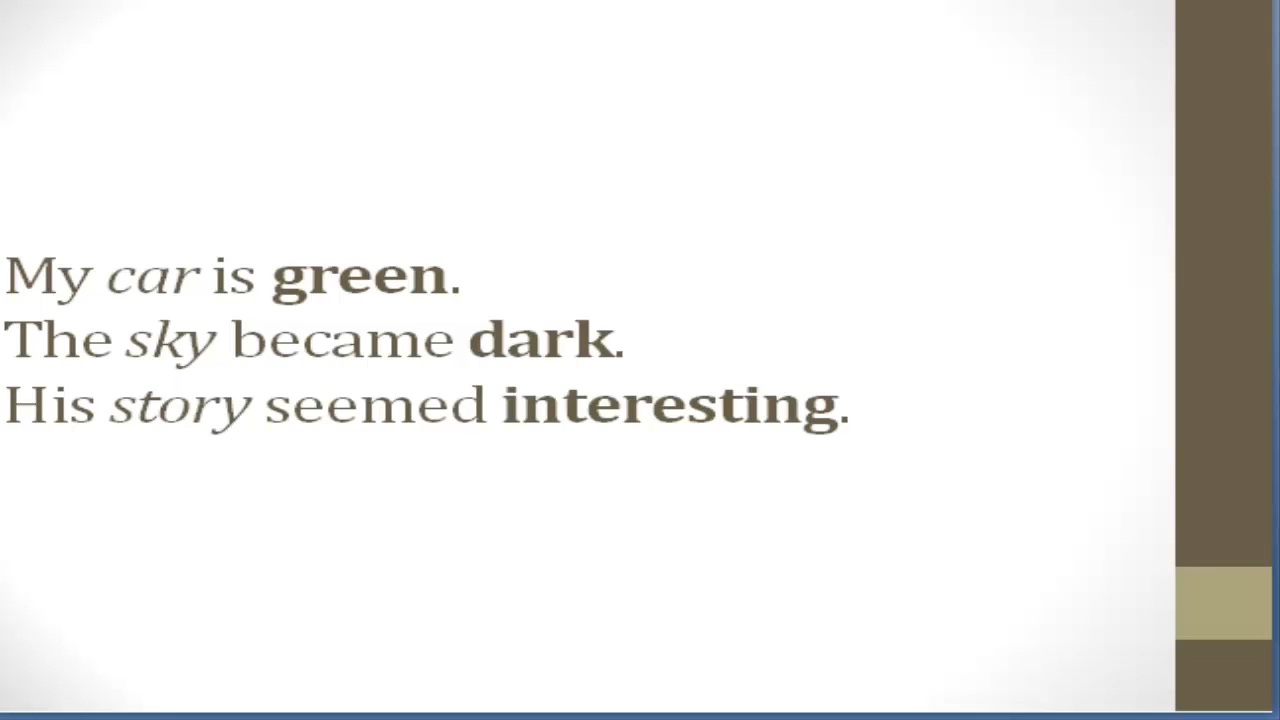 My car is green.
The sky became dark.
His story seemed interesting.